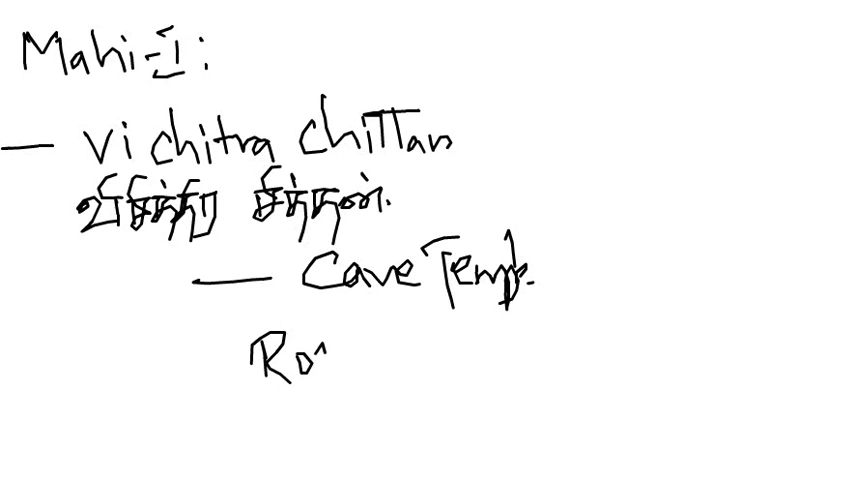 Mahi-I:
— Vichitra chittan
விசித்திர சித்தன்.
— Cave Temp.
Ro